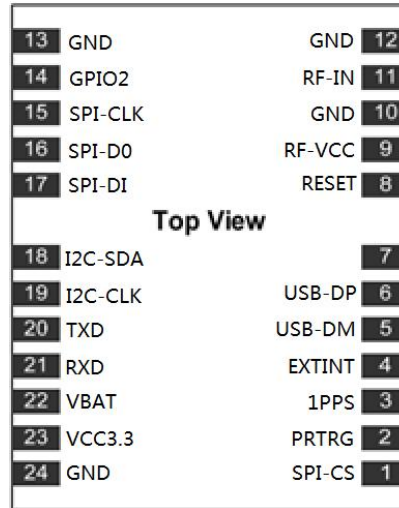 13 GND GND 12
14 GPIO2 RF-IN 11
15 SPI-CLK GND 10
16 SPI-D0 RF-VCC 9
17 SPI-DI RESET 8
Top View
18 I2C-SDA 7
19 I2C-CLK USB-DP 6
20 TXD USB-DM 5
21 RXD EXTINT 4
22 VBAT 1PPS 3
23 VCC3.3 PRTRG 2
24 GND SPI-CS 1